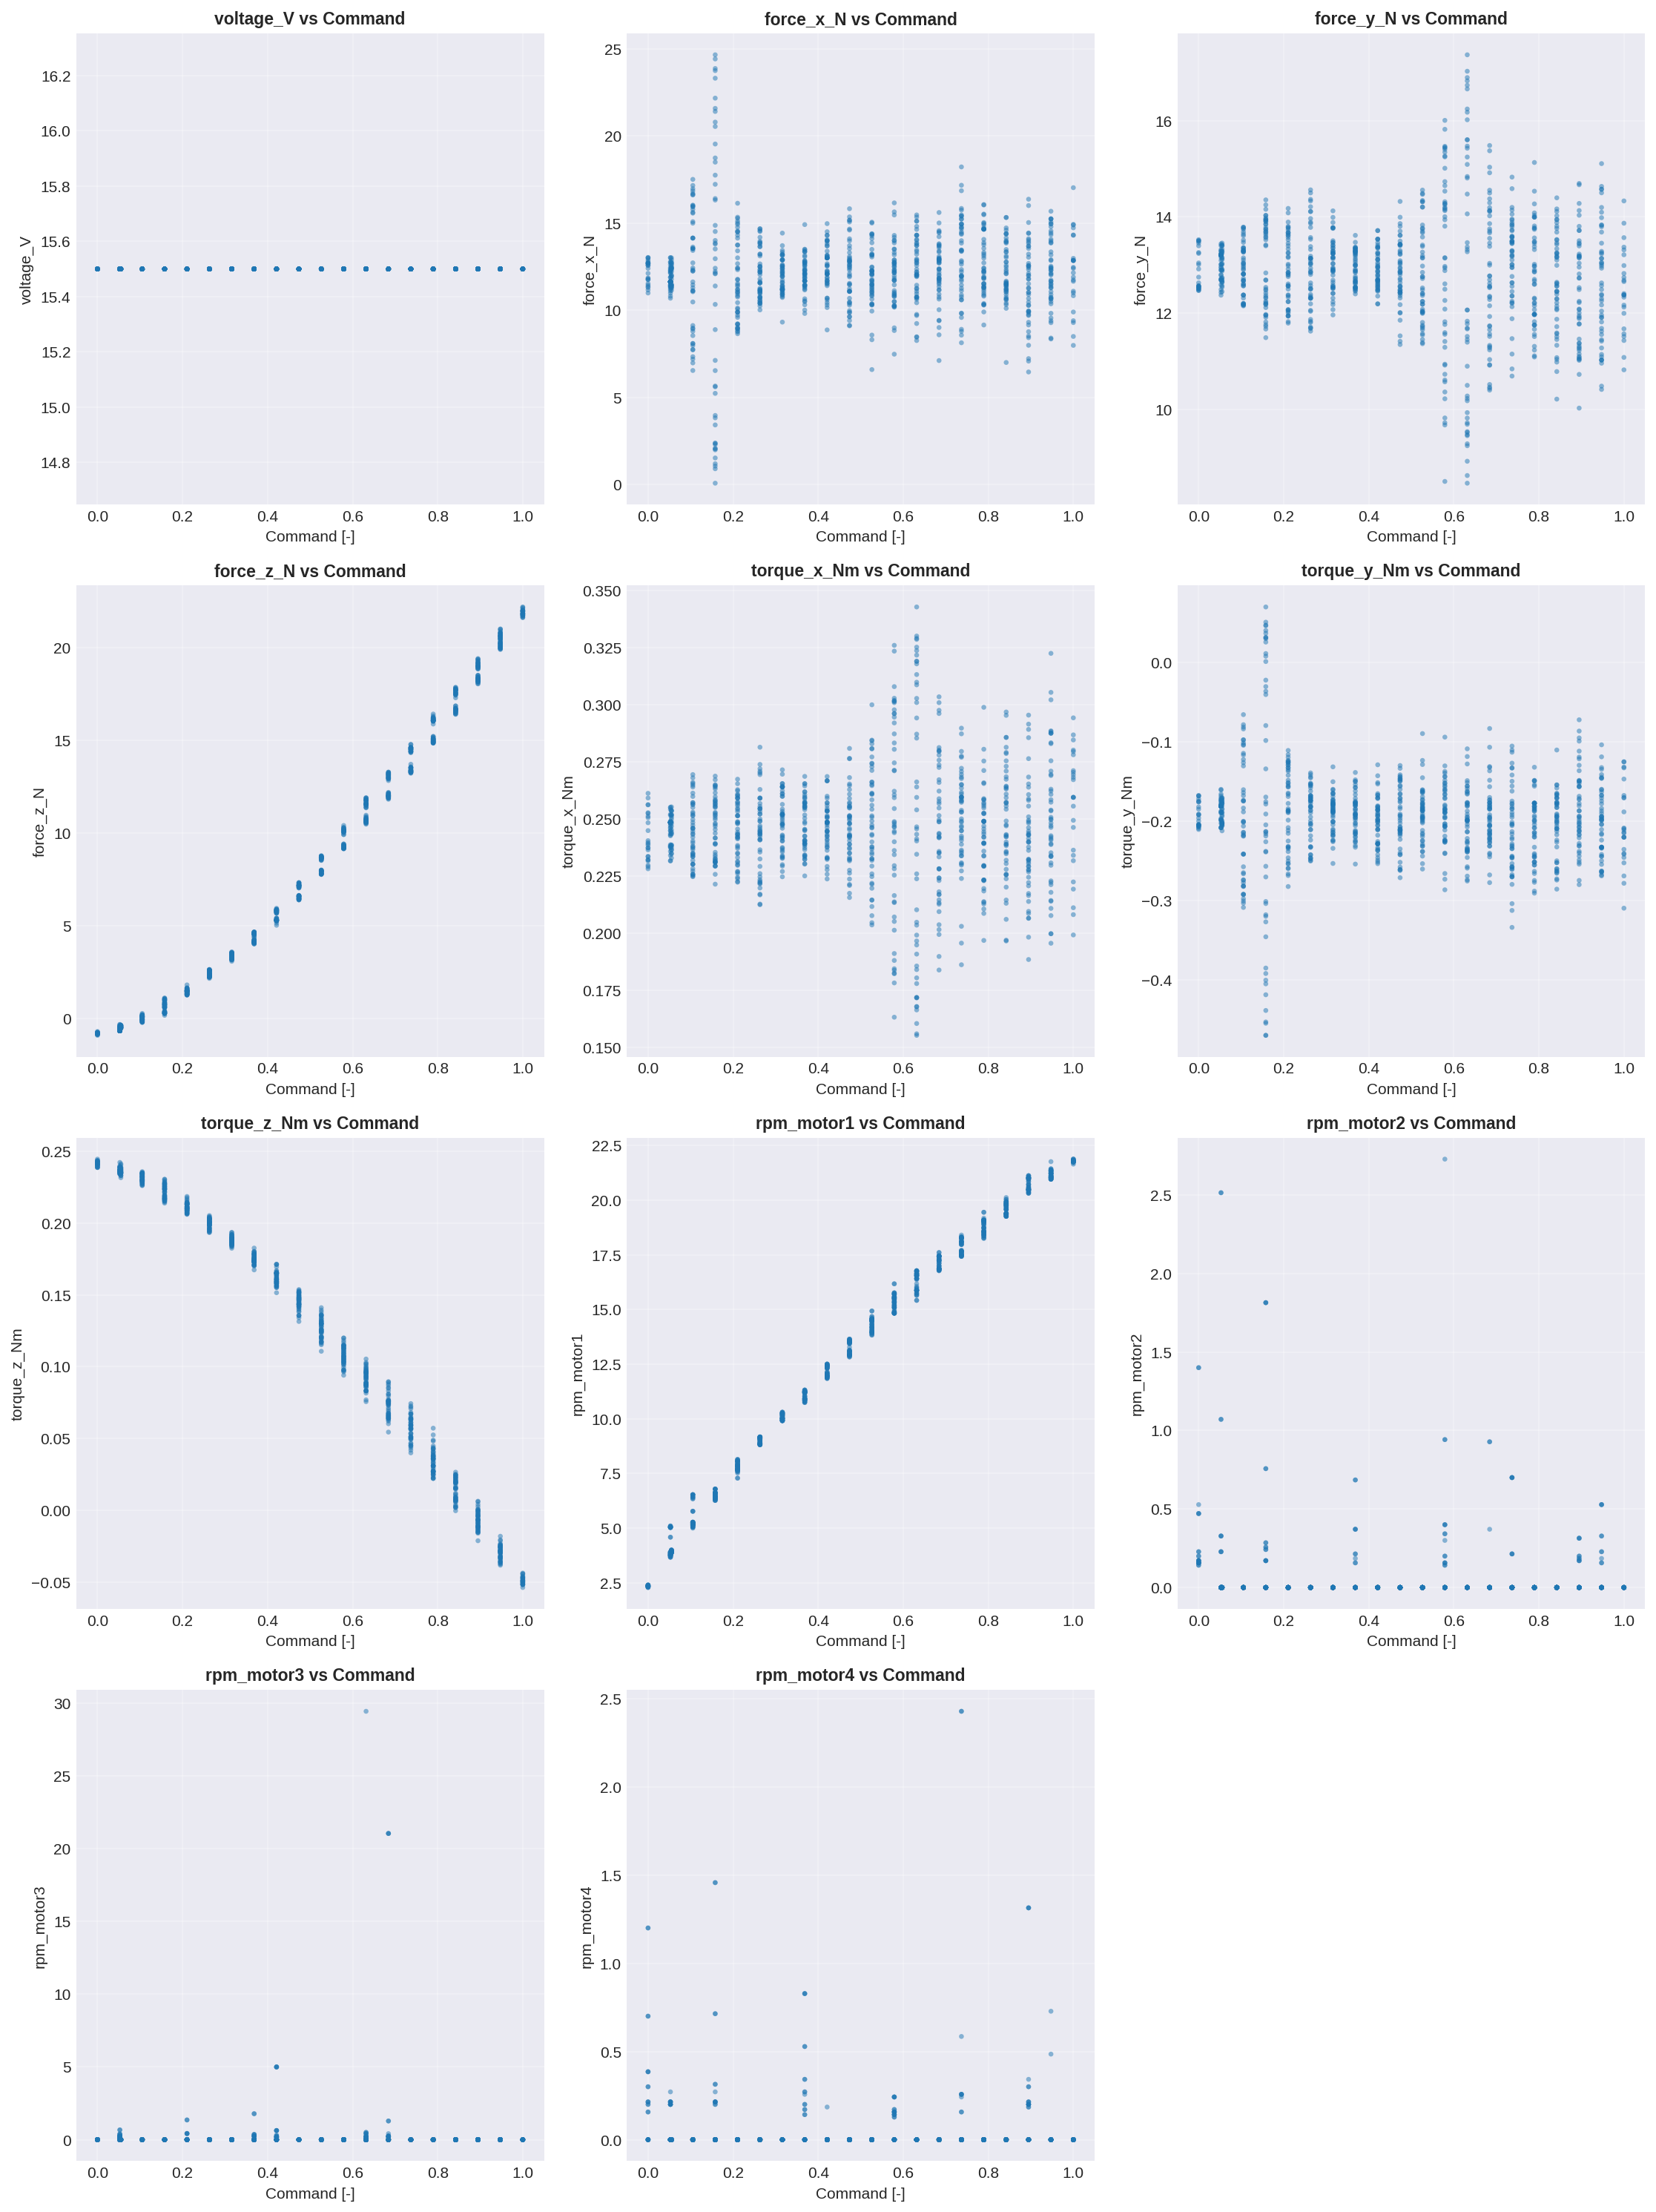 voltage_V vs Command
16.2
16.0
15.8
15.6
15.4
15.2
15.0
14.8
voltage_V
0.0 0.2 0.4 0.6 0.8 1.0
Command [-]
force_x_N vs Command
25
20
15
10
5
0
force_x_N
0.0 0.2 0.4 0.6 0.8 1.0
Command [-]
force_y_N vs Command
16
14
12
10
force_y_N
0.0 0.2 0.4 0.6 0.8 1.0
Command [-]
force_z_N vs Command
20
15
10
5
0
force_z_N
0.0 0.2 0.4 0.6 0.8 1.0
Command [-]
torque_x_Nm vs Command
0.350
0.325
0.300
0.275
0.250
0.225
0.200
0.175
0.150
torque_x_Nm
0.0 0.2 0.4 0.6 0.8 1.0
Command [-]
torque_y_Nm vs Command
0.0
−0.1
−0.2
−0.3
−0.4
torque_y_Nm
0.0 0.2 0.4 0.6 0.8 1.0
Command [-]
torque_z_Nm vs Command
0.25
0.20
0.15
0.10
0.05
0.00
−0.05
torque_z_Nm
0.0 0.2 0.4 0.6 0.8 1.0
Command [-]
rpm_motor1 vs Command
22.5
20.0
17.5
15.0
12.5
10.0
7.5
5.0
2.5
rpm_motor1
0.0 0.2 0.4 0.6 0.8 1.0
Command [-]
rpm_motor2 vs Command
2.5
2.0
1.5
1.0
0.5
0.0
rpm_motor2
0.0 0.2 0.4 0.6 0.8 1.0
Command [-]
rpm_motor3 vs Command
30
25
20
15
10
5
0
rpm_motor3
0.0 0.2 0.4 0.6 0.8 1.0
Command [-]
rpm_motor4 vs Command
2.5
2.0
1.5
1.0
0.5
0.0
rpm_motor4
0.0 0.2 0.4 0.6 0.8 1.0
Command [-]